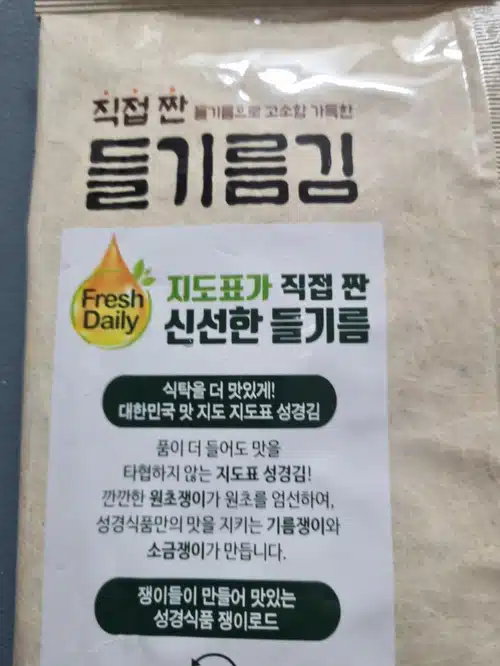 직접 짠 들기름으로 고소함 가득한
들기름김
Fresh
Daily
지도표가 직접 짠
신선한 들기름
식탁을 더 맛있게!
대한민국 맛 지도 지도표 성경김
품이 더 들어도 맛을
타협하지 않는 지도표 성경김!
깐깐한 원초쟁이가 원초를 엄선하여,
성경식품만의 맛을 지키는 기름쟁이와
소금쟁이가 만듭니다.
쟁이들이 만들어 맛있는
성경식품 쟁이로드